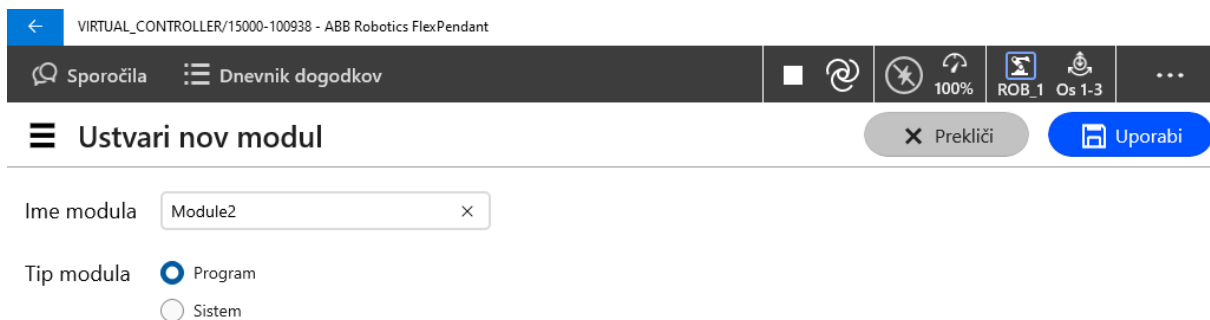 VIRTUAL_CONTROLLER/15000-100938 - ABB Robotics FlexPendant
Sporočila Dnevnik dogodkov 100% ROB_1 Os 1-3 ...
Ustvari nov modul Prekliči Uporabi
Ime modula Module2
Tip modula Program
Sistem